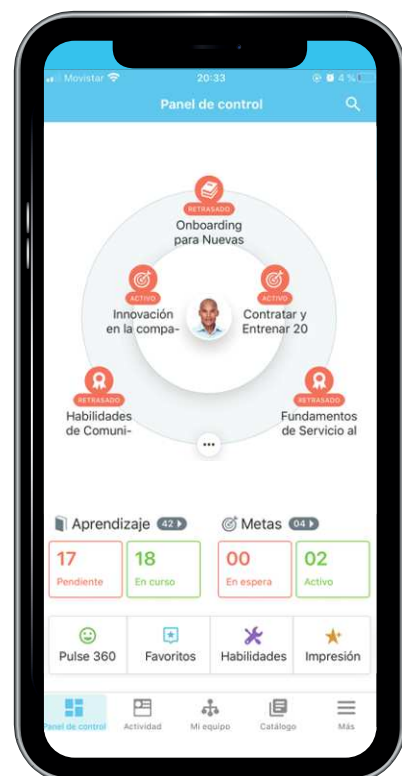 Movistar 20:33 4 %
Panel de control
RETRASADO
Onboarding
para Nuevas
ACTIVO
Innovación
en la compa-
ACTIVO
Contratar y
Entrenar 20
RETRASADO
Habilidades
de Comuni-
RETRASADO
Fundamentos
de Servicio al
Aprendizaje 42
Metas 04
17
Pendiente
18
En curso
00
En espera
02
Activo
Pulse 360
Favoritos
Habilidades
Impresión
Panel de control
Actividad
Mi equipo
Catálogo
Más